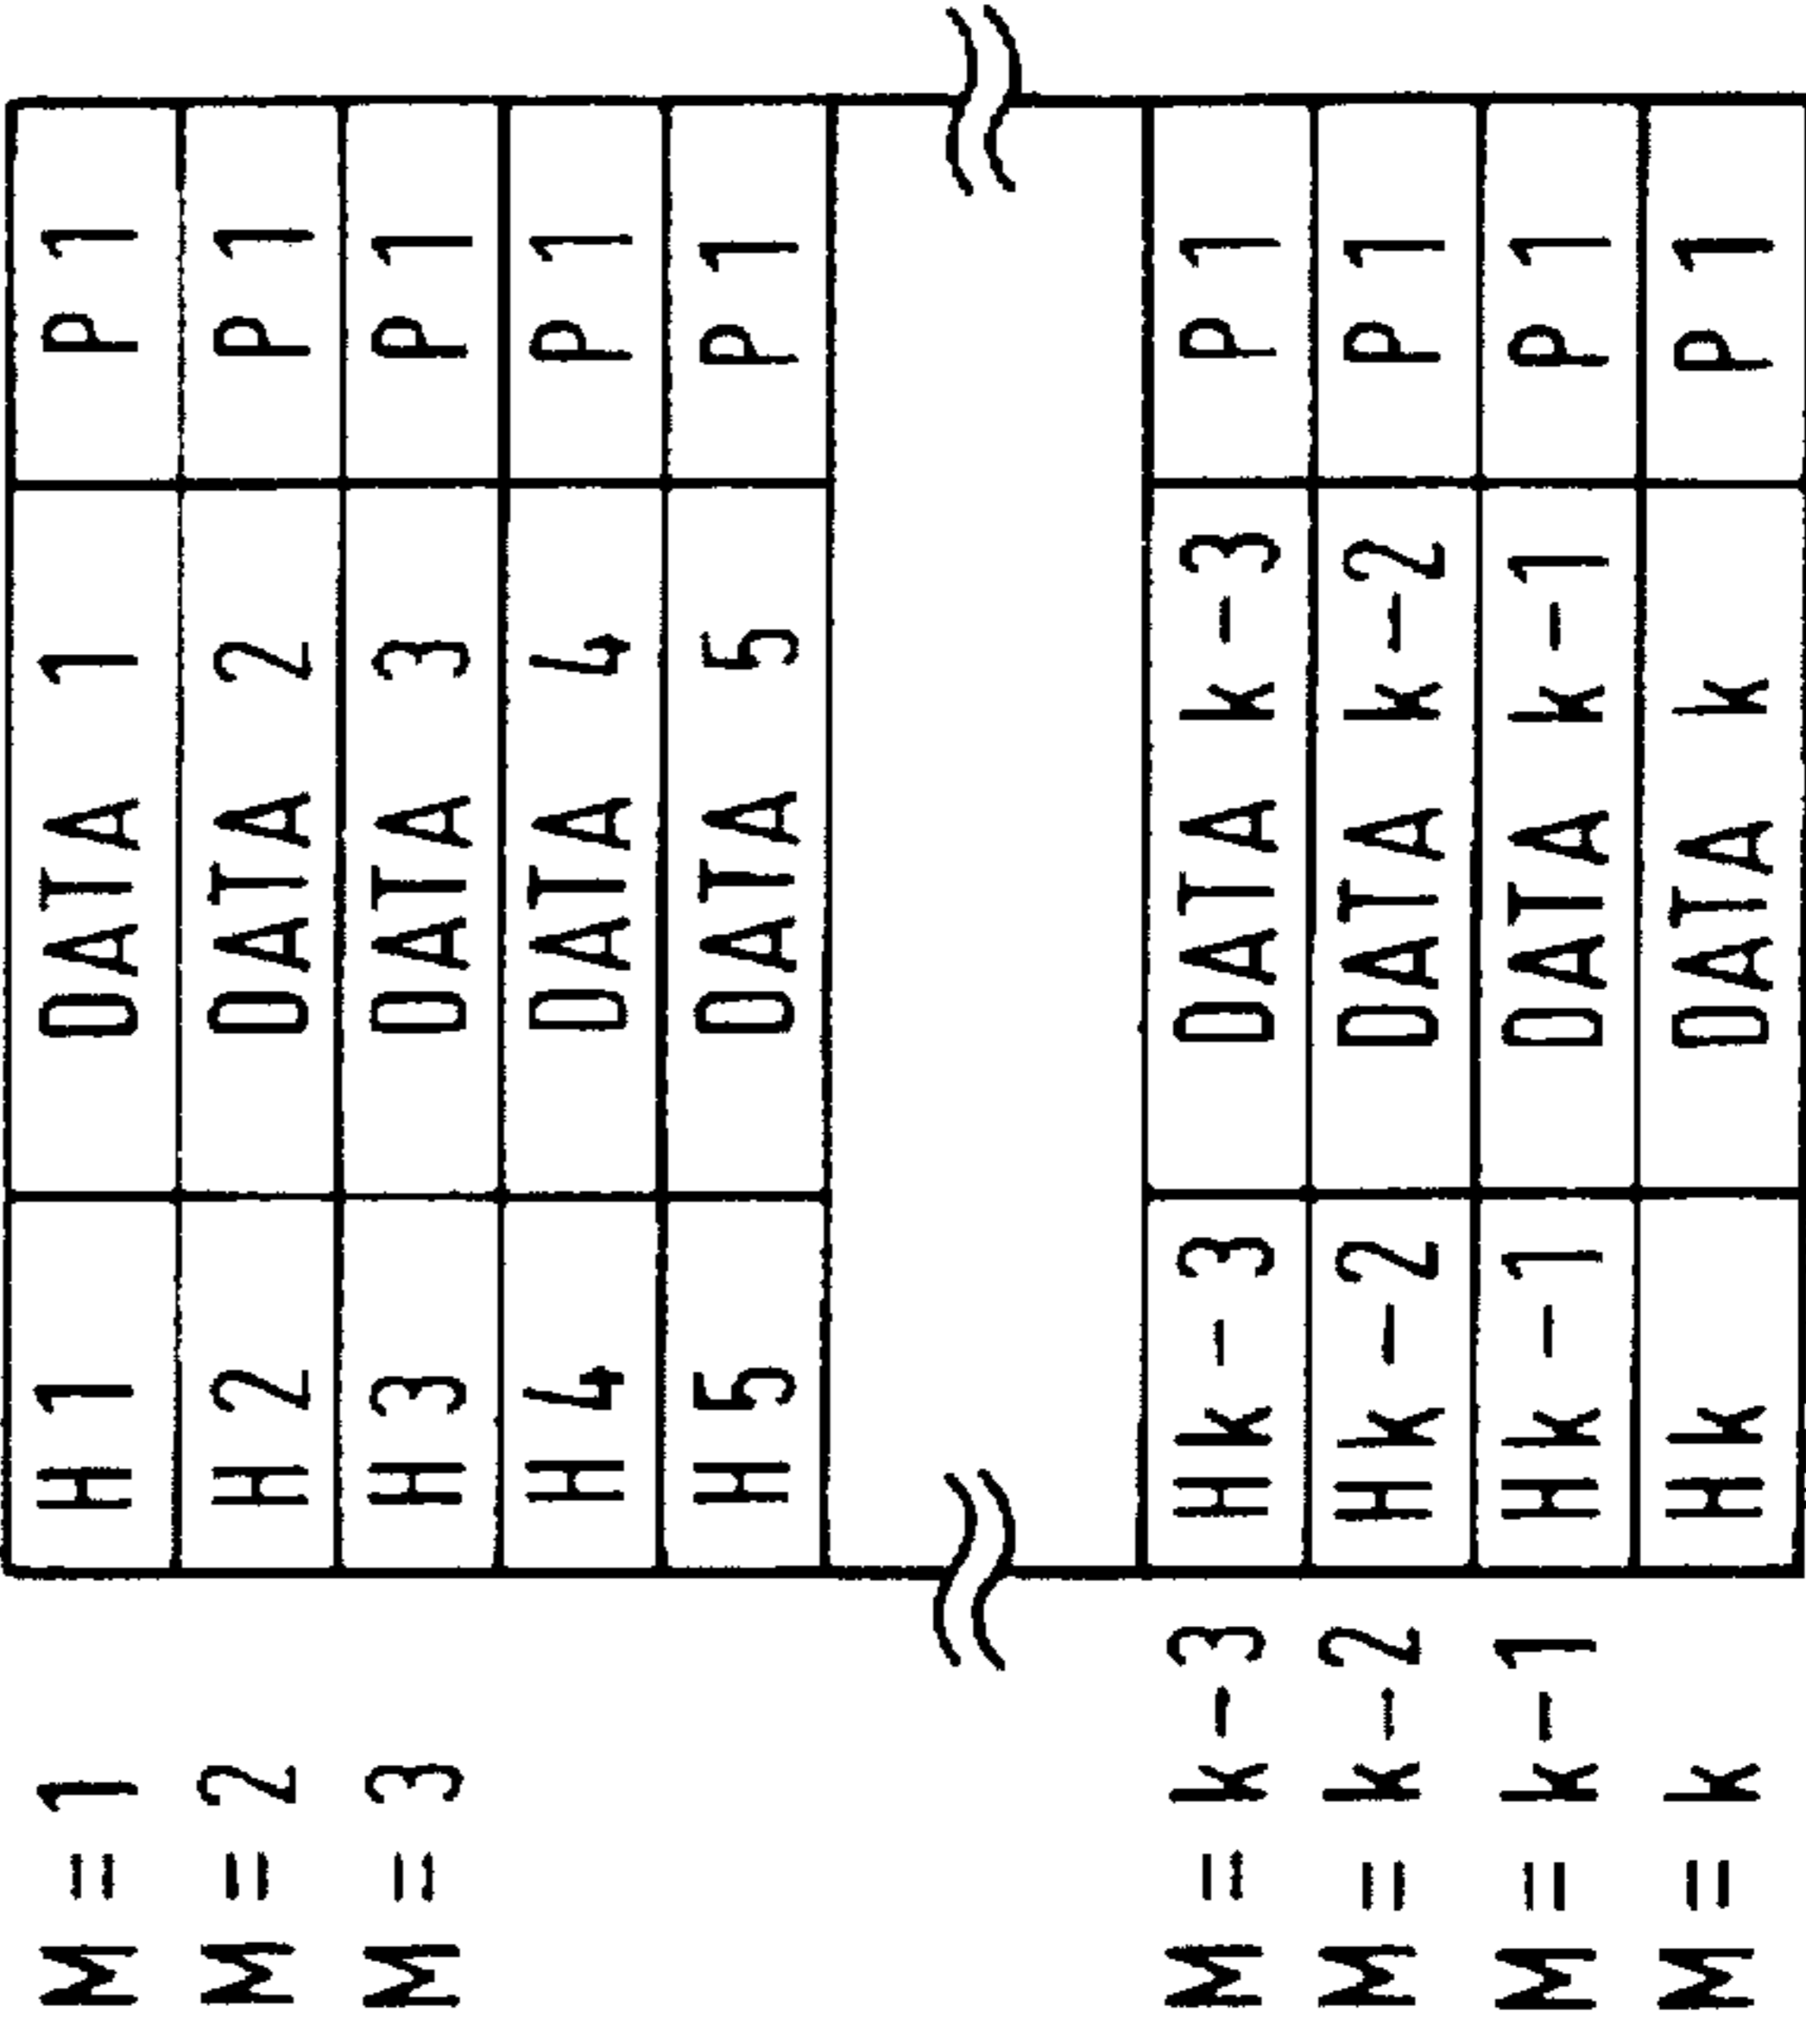 M=1 H1 DATA 1 P1
M=2 H2 DATA 2 P1
M=3 H3 DATA 3 P1
H4 DATA 4 P1
H5 DATA 5 P1
M=k-3 Hk-3 DATA k-3 P1
M=k-2 Hk-2 DATA k-2 P1
M=k-1 Hk-1 DATA k-1 P1
M=k Hk DATA k P1